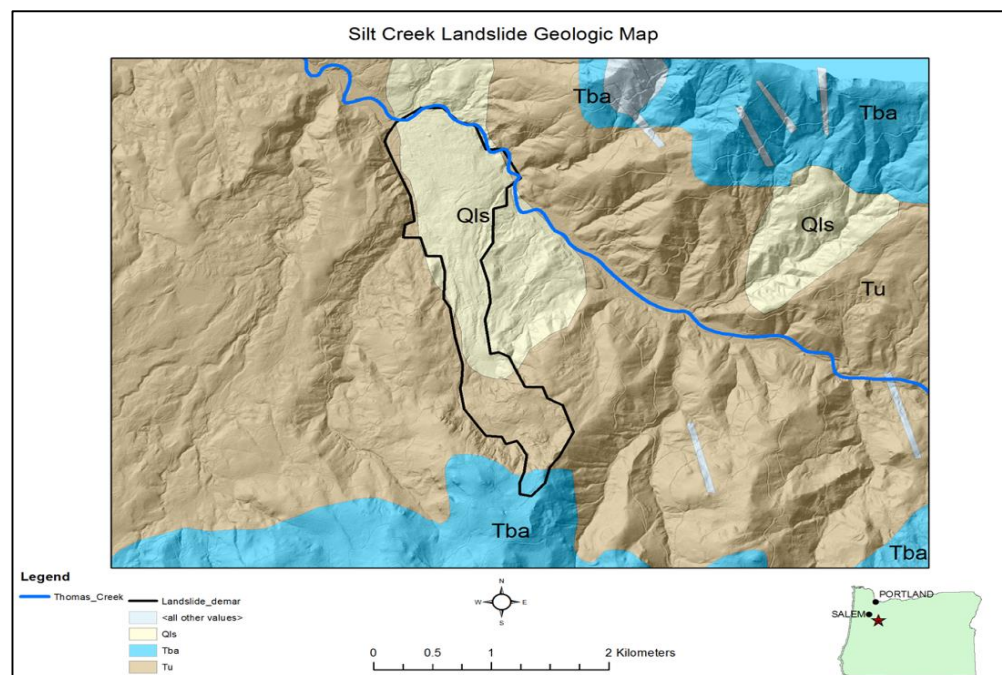 Silt Creek Landslide Geologic Map
Tba
Tba
Qls
Qls
Tu
Tba
Tba
Legend
Thomas_Creek
Landslide_demar
<all other values>
Qls
Tba
Tu
N
W E
S
0 0.5 1 2 Kilometers
PORTLAND
SALEM